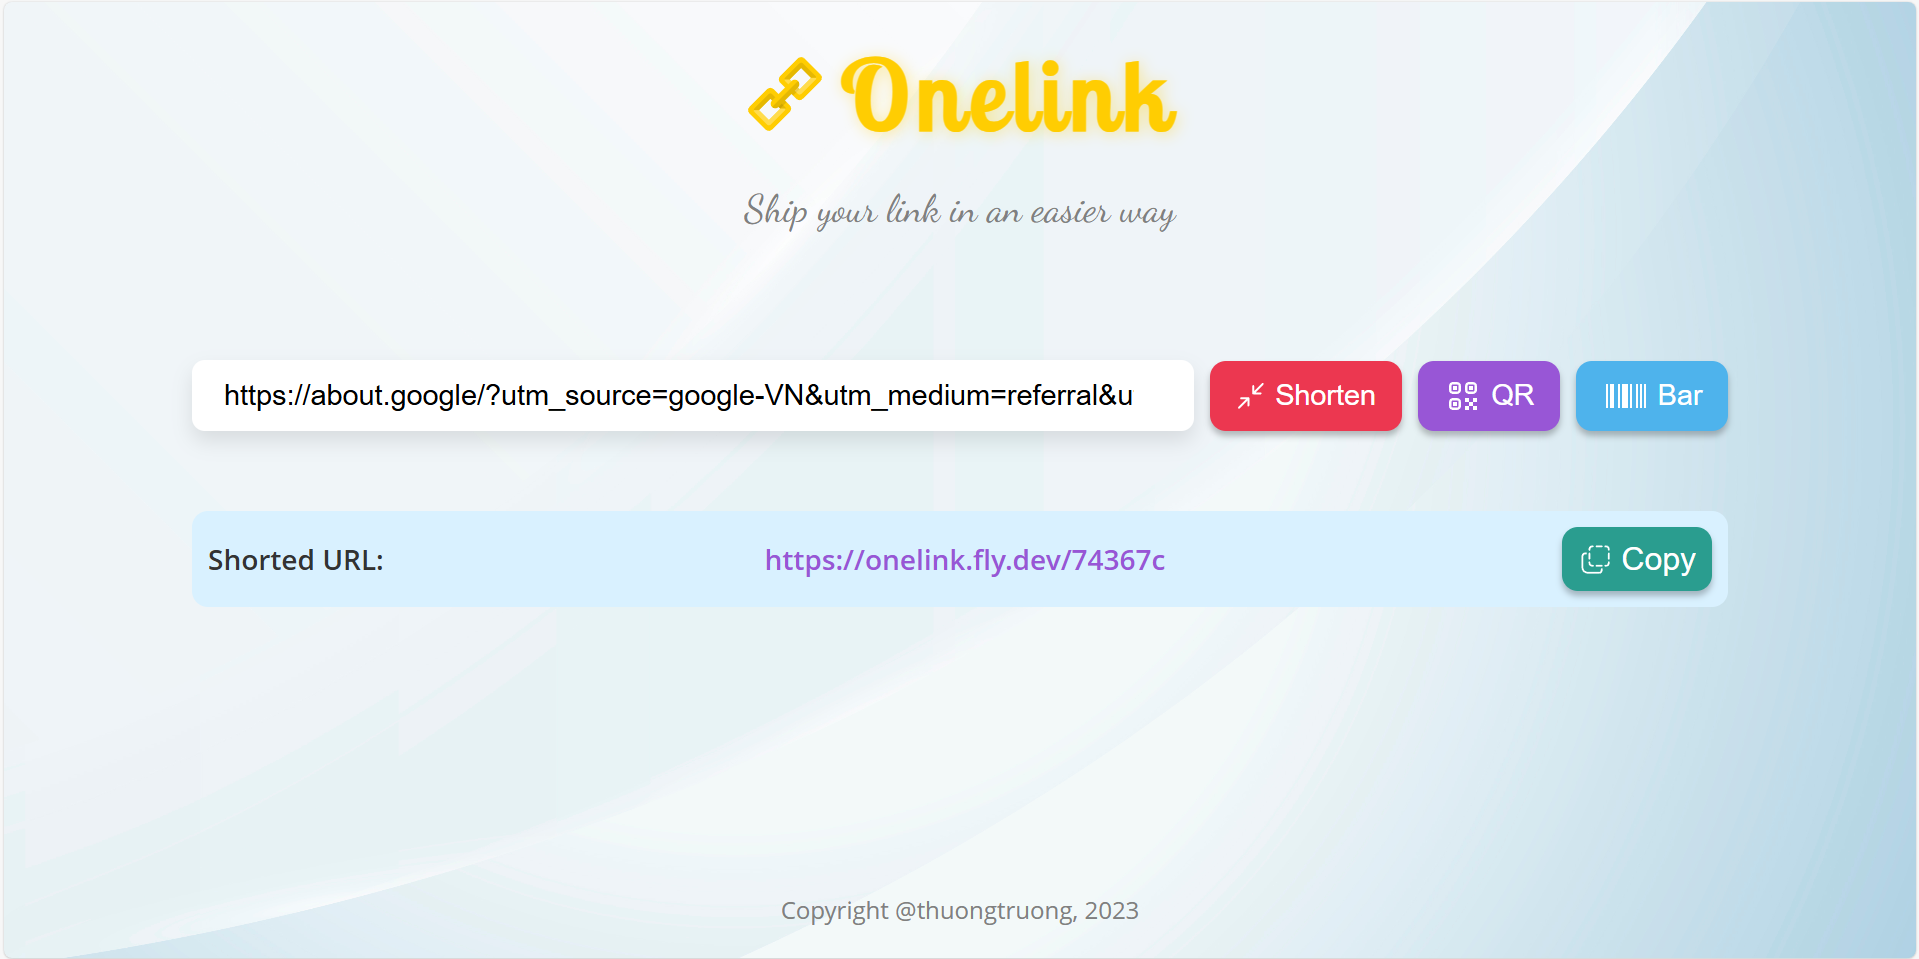 Onelink
Ship your link in an easier way
https://about.google/?utm_source=google-VN&utm_medium=referral&u
Shorten
QR
Bar
Shorted URL:
https://onelink.fly.dev/74367c
Copy
Copyright @thuongtruong, 2023